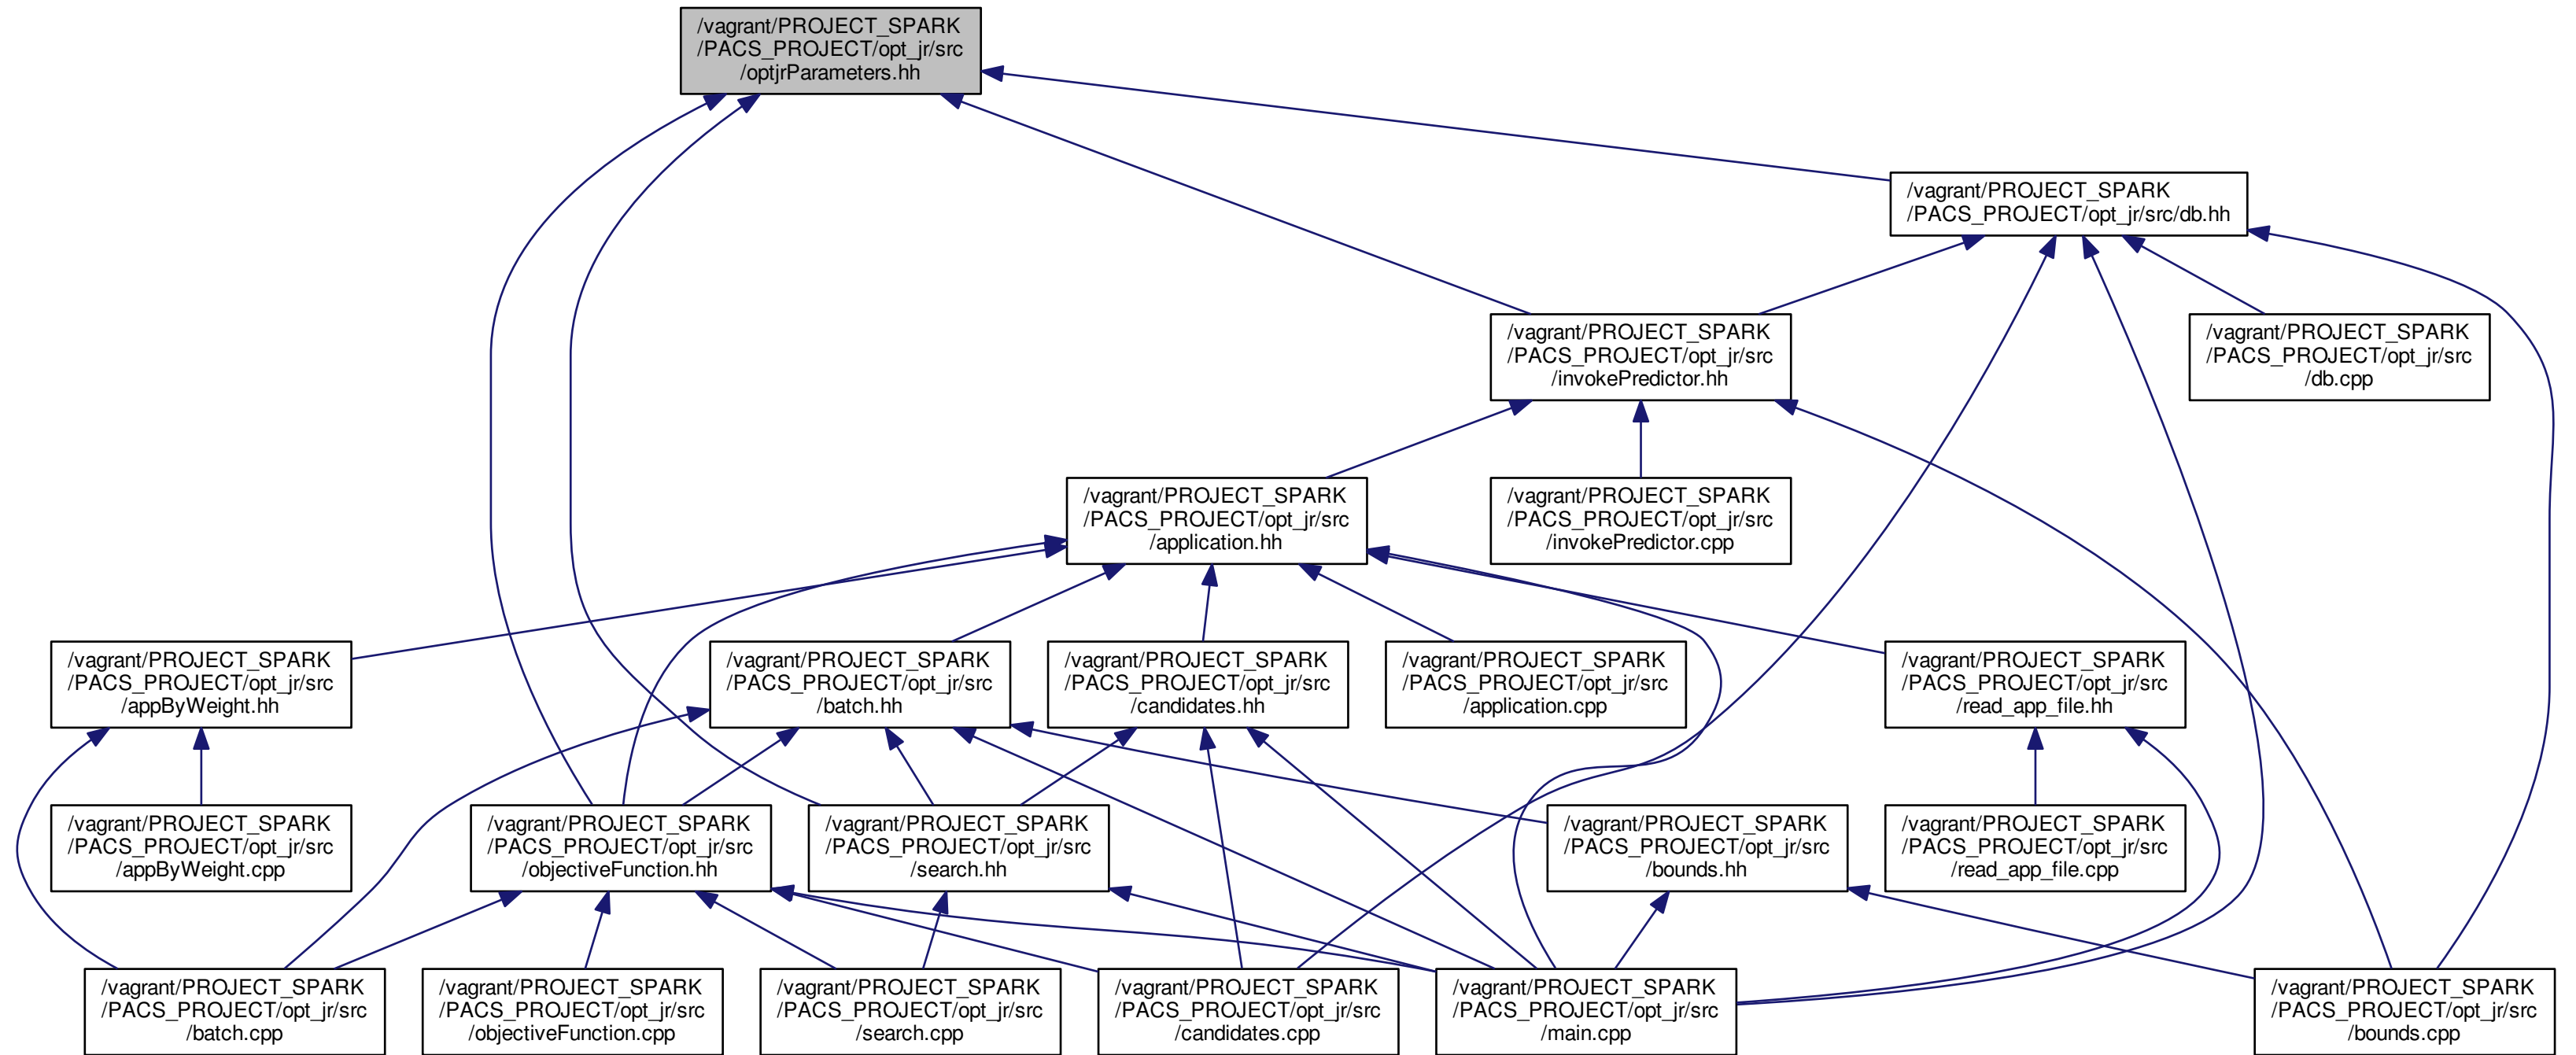 /vagrant/PROJECT_SPARK
/PACS_PROJECT/opt_jr/src
/optjrParameters.hh
/vagrant/PROJECT_SPARK
/PACS_PROJECT/opt_jr/src/db.hh
/vagrant/PROJECT_SPARK
/PACS_PROJECT/opt_jr/src
/invokePredictor.hh
/vagrant/PROJECT_SPARK
/PACS_PROJECT/opt_jr/src
/db.cpp
/vagrant/PROJECT_SPARK
/PACS_PROJECT/opt_jr/src
/application.hh
/vagrant/PROJECT_SPARK
/PACS_PROJECT/opt_jr/src
/invokePredictor.cpp
/vagrant/PROJECT_SPARK
/PACS_PROJECT/opt_jr/src
/appByWeight.hh
/vagrant/PROJECT_SPARK
/PACS_PROJECT/opt_jr/src
/batch.hh
/vagrant/PROJECT_SPARK
/PACS_PROJECT/opt_jr/src
/candidates.hh
/vagrant/PROJECT_SPARK
/PACS_PROJECT/opt_jr/src
/application.cpp
/vagrant/PROJECT_SPARK
/PACS_PROJECT/opt_jr/src
/read_app_file.hh
/vagrant/PROJECT_SPARK
/PACS_PROJECT/opt_jr/src
/appByWeight.cpp
/vagrant/PROJECT_SPARK
/PACS_PROJECT/opt_jr/src
/objectiveFunction.hh
/vagrant/PROJECT_SPARK
/PACS_PROJECT/opt_jr/src
/search.hh
/vagrant/PROJECT_SPARK
/PACS_PROJECT/opt_jr/src
/bounds.hh
/vagrant/PROJECT_SPARK
/PACS_PROJECT/opt_jr/src
/read_app_file.cpp
/vagrant/PROJECT_SPARK
/PACS_PROJECT/opt_jr/src
/batch.cpp
/vagrant/PROJECT_SPARK
/PACS_PROJECT/opt_jr/src
/objectiveFunction.cpp
/vagrant/PROJECT_SPARK
/PACS_PROJECT/opt_jr/src
/search.cpp
/vagrant/PROJECT_SPARK
/PACS_PROJECT/opt_jr/src
/candidates.cpp
/vagrant/PROJECT_SPARK
/PACS_PROJECT/opt_jr/src
/main.cpp
/vagrant/PROJECT_SPARK
/PACS_PROJECT/opt_jr/src
/bounds.cpp